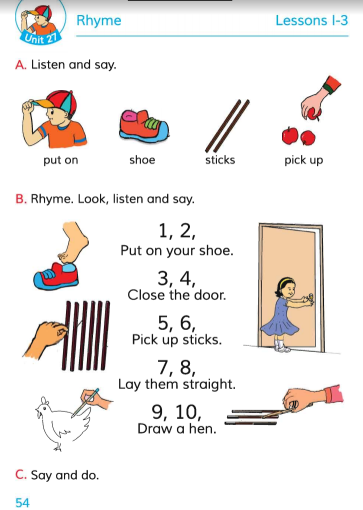 Unit 27
Rhyme
Lessons 1-3
A. Listen and say.
put on
shoe
sticks
pick up
B. Rhyme. Look, listen and say.
1, 2,
Put on your shoe.
3, 4,
Close the door.
5, 6,
Pick up sticks.
7, 8,
Lay them straight.
9, 10,
Draw a hen.
C. Say and do.
54